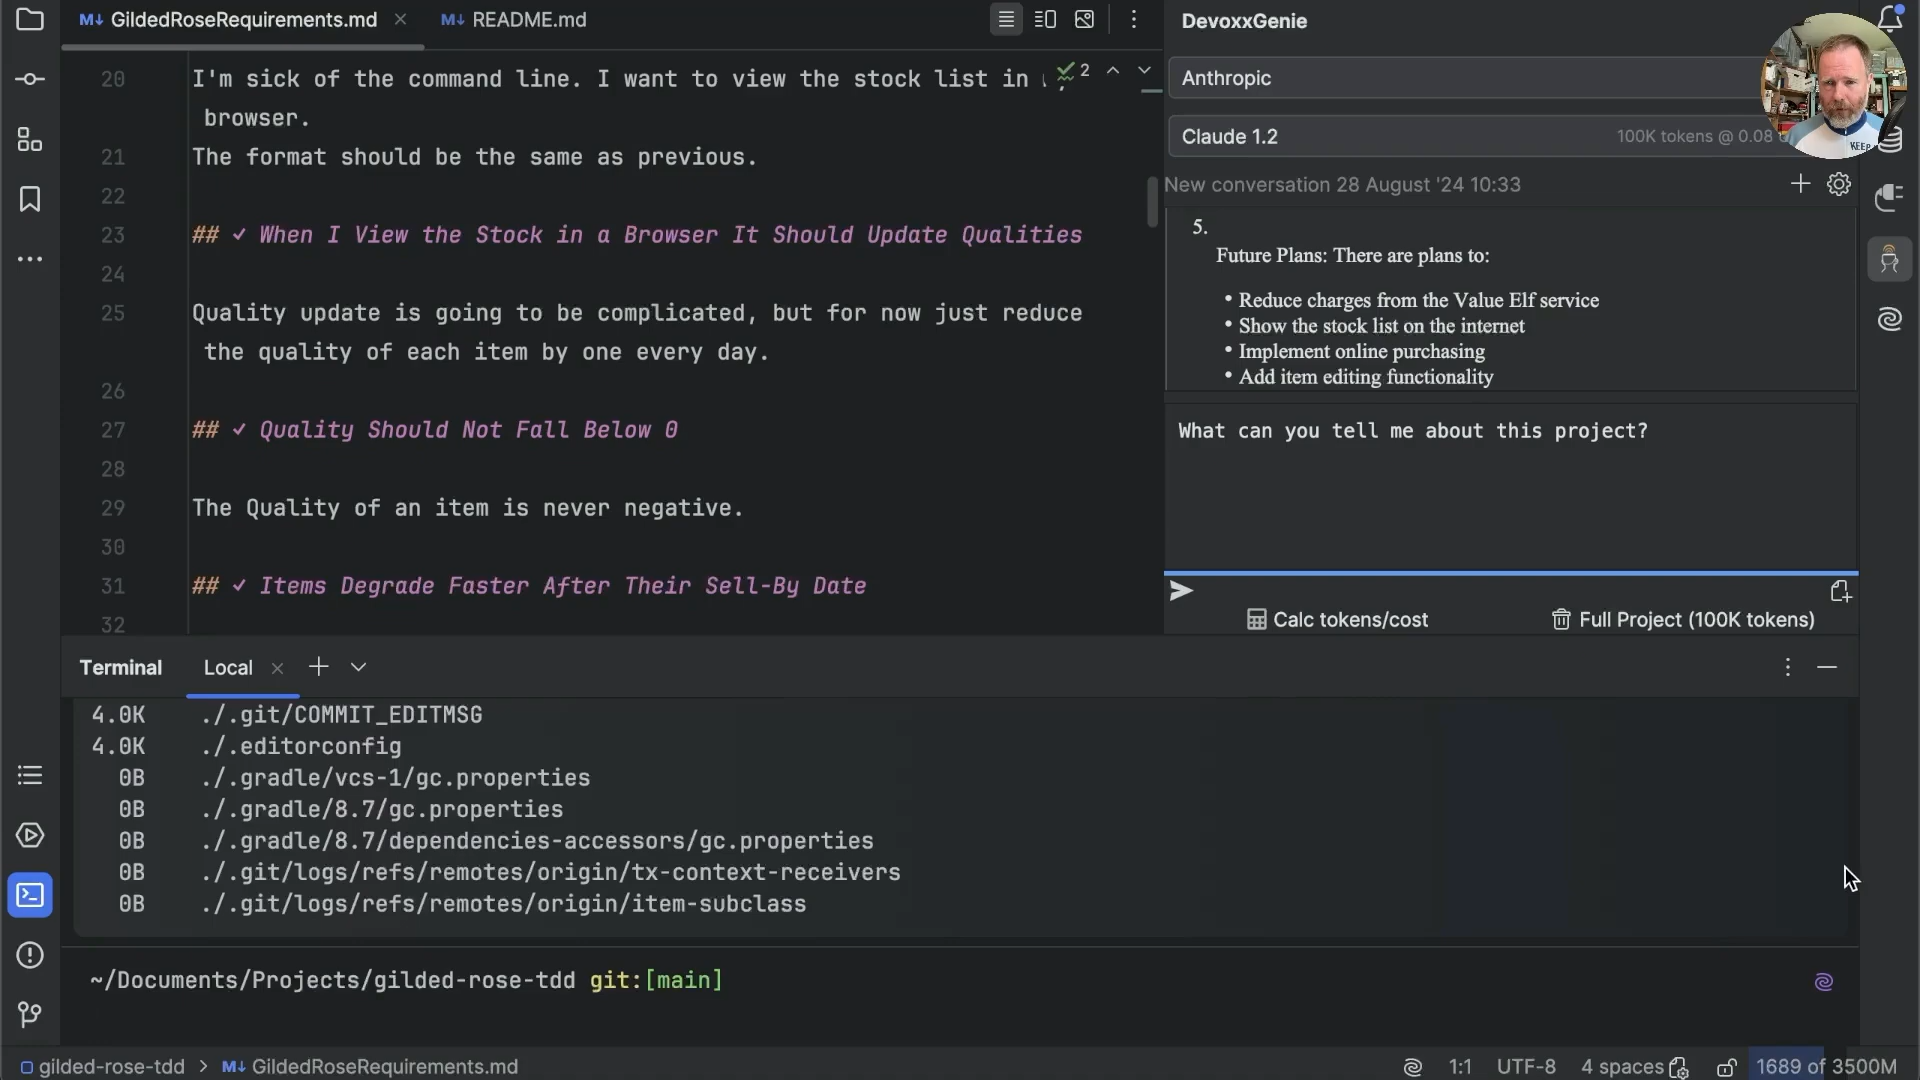 GildedRoseRequirements.md
README.md
20 I'm sick of the command line. I want to view the stock list in
browser.
21 The format should be the same as previous.
22
23 ## ✓ When I View the Stock in a Browser It Should Update Qualities
24
25 Quality update is going to be complicated, but for now just reduce
the quality of each item by one every day.
26
27 ## ✓ Quality Should Not Fall Below 0
28
29 The Quality of an item is never negative.
30
31 ## ✓ Items Degrade Faster After Their Sell-By Date
32
2
DevoxxGenie
Anthropic
Claude 1.2 100K tokens @ 0.08
KEEP
New conversation 28 August '24 10:33
5.
Future Plans: There are plans to:
• Reduce charges from the Value Elf service
• Show the stock list on the internet
• Implement online purchasing
• Add item editing functionality
What can you tell me about this project?
Calc tokens/cost Full Project (100K tokens)
Terminal Local
4.0K ./.git/COMMIT_EDITMSG
4.0K ./.editorconfig
0B ./.gradle/vcs-1/gc.properties
0B ./.gradle/8.7/gc.properties
0B ./.gradle/8.7/dependencies-accessors/gc.properties
0B ./.git/logs/refs/remotes/origin/tx-context-receivers
0B ./.git/logs/refs/remotes/origin/item-subclass
~/Documents/Projects/gilded-rose-tdd git:[main]
gilded-rose-tdd > M↓ GildedRoseRequirements.md
1:1 UTF-8 4 spaces 1689 of 3500M